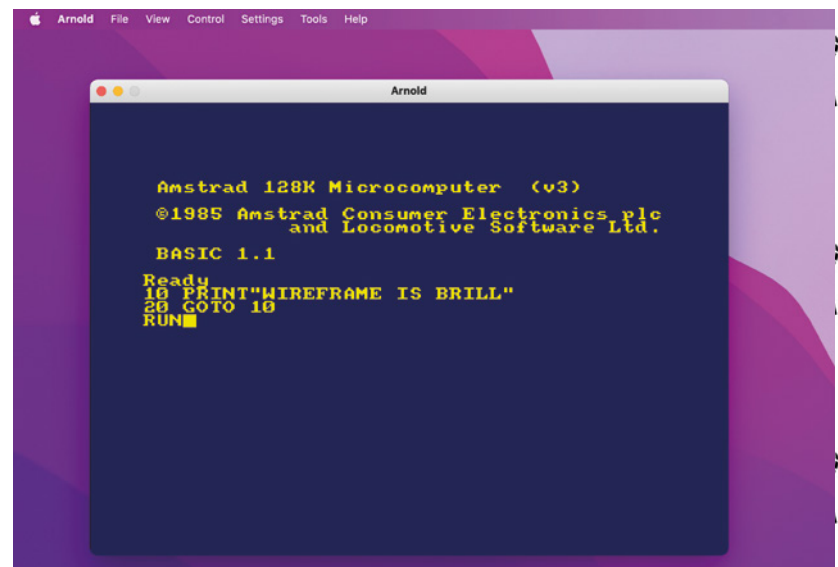 Arnold File View Control Settings Tools Help
Arnold
Amstrad 128K Microcomputer (v3)
©1985 Amstrad Consumer Electronics plc
and Locomotive Software Ltd.
BASIC 1.1
Ready
10 PRINT"WIREFRAME IS BRILL"
20 GOTO 10
RUN